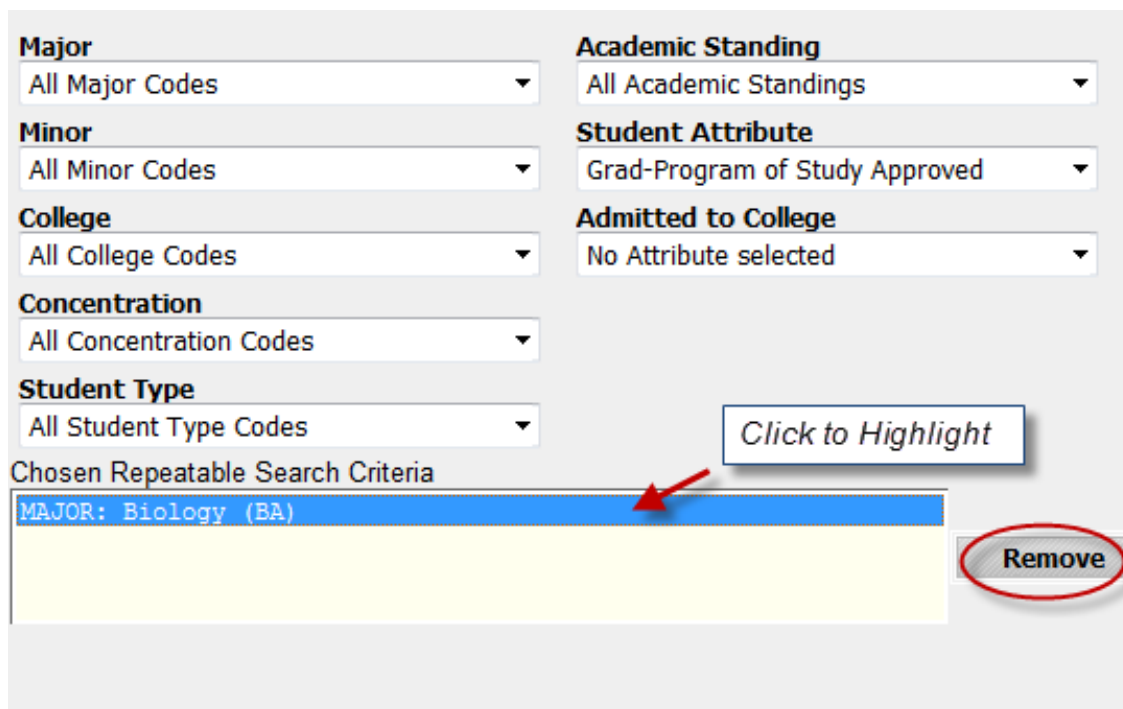 Major
All Major Codes
Minor
All Minor Codes
College
All College Codes
Concentration
All Concentration Codes
Student Type
All Student Type Codes
Academic Standing
All Academic Standings
Student Attribute
Grad-Program of Study Approved
Admitted to College
No Attribute selected
Click to Highlight
Chosen Repeatable Search Criteria
MAJOR: Biology (BA)
Remove